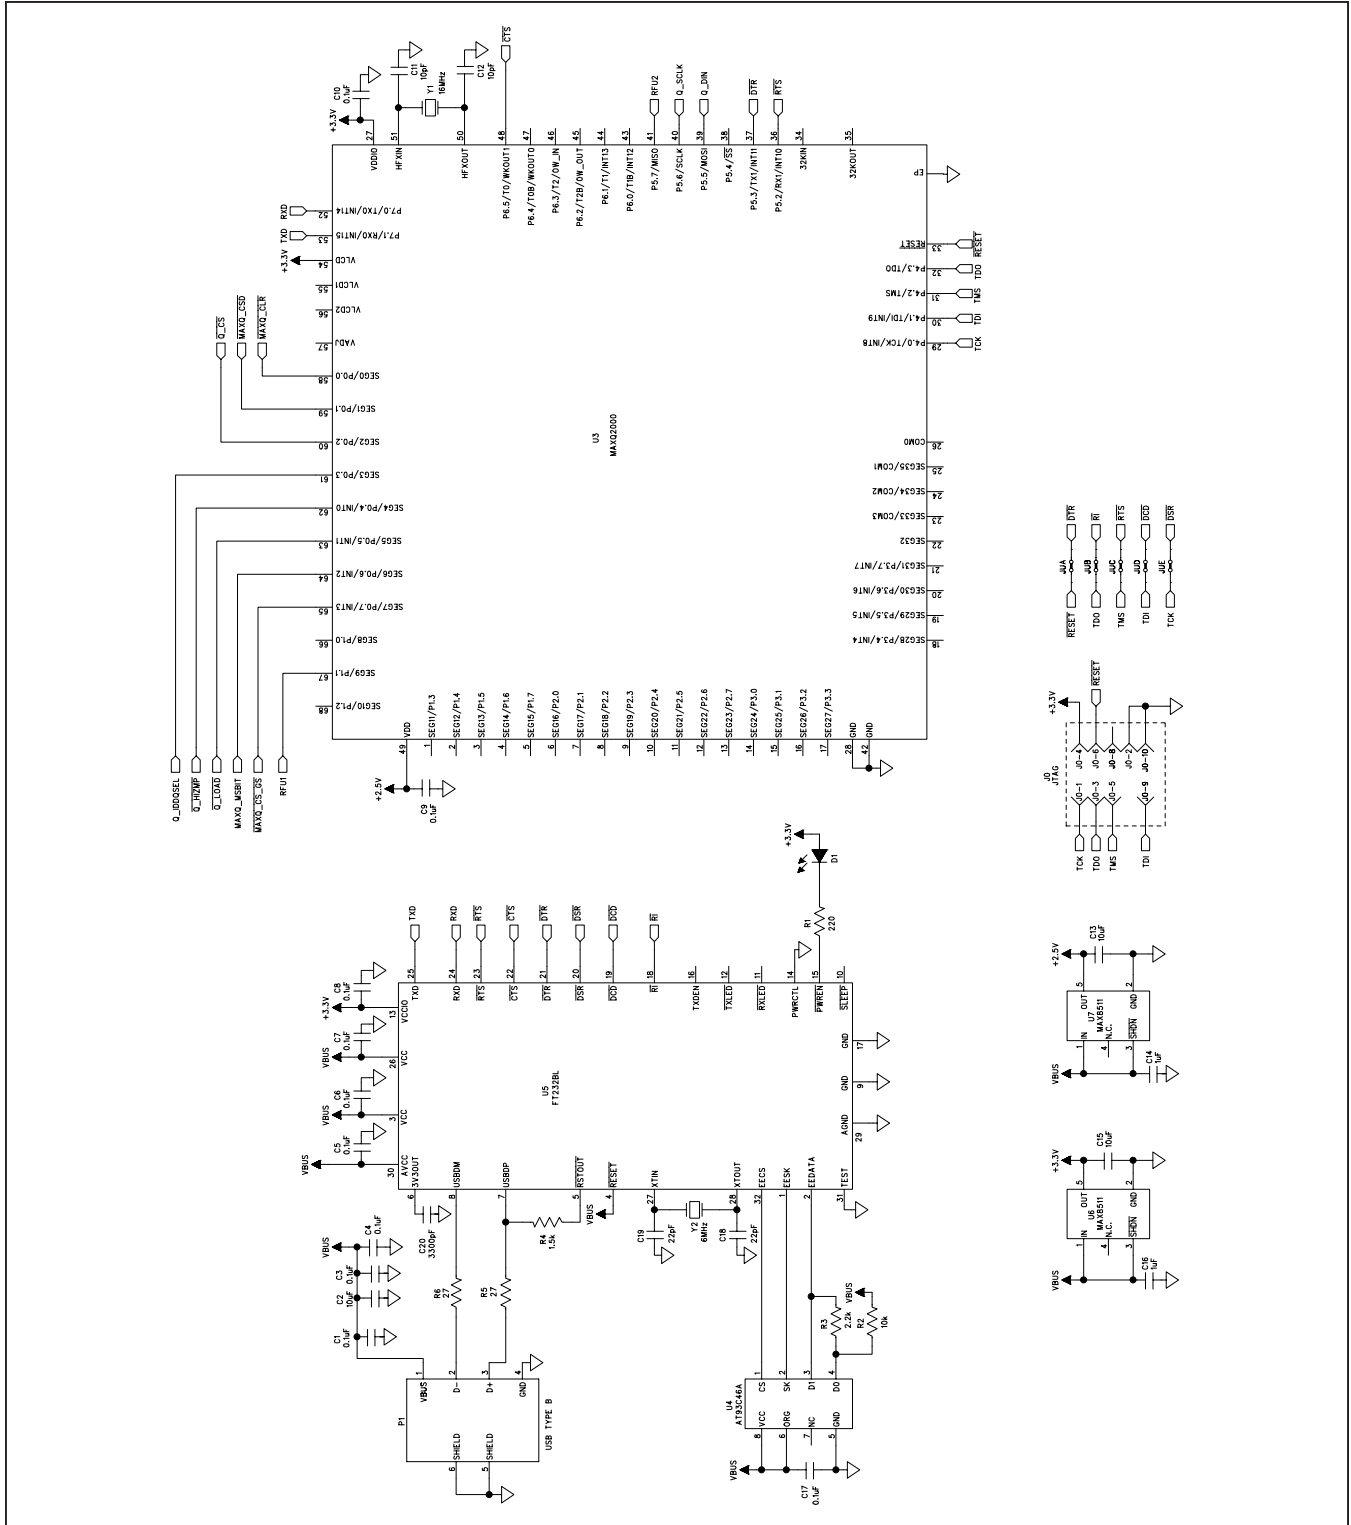 +3.3V
C10
0.1uF
C11
10pF
Y1
16MHz
C12
10pF
CTS
RFU2
Q_SCLK
Q_DIN
DTR
RTS
27
51
50
48
47
46
45
44
43
41
40
39
38
37
36
34
35
VDDIO
HFXIN
HFXOUT
P6.5/T0/WKOUT1
P6.4/T0B/WKOUT0
P6.3/T2/OW_IN
P6.2/T2B/OW_OUT
P6.1/T1/INT13
P6.0/T1B/INT12
P5.7/MISO
P5.6/SCLK
P5.5/MOSI
P5.4/SS
P5.3/TX1/INT11
P5.2/RX1/INT10
32KIN
32KOUT
EP
RXD
52
P7.0/TX0/INT14
TXD
53
P7.1/RX0/INT15
+3.3V
54
VLCD
55
VLCD1
56
VLCD2
57
VADJ
Q_CS
MAXQ_CSD
MAXQ_CLR
58
SEG0/P0.0
59
SEG1/P0.1
60
SEG2/P0.2
61
SEG3/P0.3
62
SEG4/P0.4/INT0
63
SEG5/P0.5/INT1
64
SEG6/P0.6/INT2
65
SEG7/P0.7/INT3
66
SEG8/P1.0
67
SEG9/P1.1
68
SEG10/P1.2
U3
MAXQ2000
RESET
33
RESET
P4.3/TDO
32
TDO
P4.2/TMS
31
TMS
P4.1/TDI/INT9
30
TDI
P4.0/TCK/INT8
29
TCK
COM0
26
SEG35/COM1
25
SEG34/COM2
24
SEG33/COM3
23
SEG32
22
SEG31/P3.7/INT7
21
SEG30/P3.6/INT6
20
SEG29/P3.5/INT5
19
SEG28/P3.4/INT4
18
VDD
SEG11/P1.3
SEG12/P1.4
SEG13/P1.5
SEG14/P1.6
SEG15/P1.7
SEG16/P2.0
SEG17/P2.1
SEG18/P2.2
SEG19/P2.3
SEG20/P2.4
SEG21/P2.5
SEG22/P2.6
SEG23/P2.7
SEG24/P3.0
SEG25/P3.1
SEG26/P3.2
SEG27/P3.3
GND
GND
49
1
2
3
4
5
6
7
8
9
10
11
12
13
14
15
16
17
28
42
Q_IDDQSEL
Q_HIZMP
Q_LOAD
MAXQ_MSBIT
MAXQ_CS_GS
RFU1
+2.5V
C9
0.1uF
DTR
RI
RTS
DCD
DSR
JUA
JUB
JUC
JUD
JUE
RESET
TDO
TMS
TDI
TCK
+3.3V
RESET
J0
JTAG
J0-4
J0-6
J0-8
J0-2
J0-10
J0-1
J0-3
J0-5
J0-9
TCK
TDO
TMS
TDI
+3.3V
D1
R1
220
TXD
RXD
RTS
CTS
DTR
DSR
DCD
RI
25
24
23
22
21
20
19
18
16
12
11
14
15
10
TXD
RXD
RTS
CTS
DTR
DSR
DCD
RI
TXDEN
TXLED
RXLED
PWRCTL
PWREN
SLEEP
+3.3V
C8
0.1uF
13
VCCIO
VBUS
C7
0.1uF
26
VCC
VBUS
C6
0.1uF
3
VCC
VBUS
C5
0.1uF
30
AVCC
U5
FT232BL
GND
17
GND
9
AGND
29
3V3OUT
USBDM
USBDP
RSTOUT
RESET
XTIN
XTOUT
EECS
EESK
EEDATA
TEST
6
8
7
5
4
27
28
32
1
2
31
C20
3300pF
R4
1.5k
VBUS
C19
22pF
Y2
6MHz
C18
22pF
VBUS
C4
0.1uF
C3
0.1uF
C2
10uF
C1
0.1uF
R6
27
R5
27
VBUS
R3
2.2k
R2
10k
1
2
3
4
VBUS
D-
D+
GND
P1
USB TYPE B
SHIELD
SHIELD
6
5
U4
AT93C46A
1
2
3
4
CS
SK
D1
D0
VCC
ORG
NC
GND
8
6
7
5
VBUS
C17
0.1uF
+2.5V
C13
10uF
5
2
OUT
GND
U7
MAX8511
IN
N.C.
SHDN
1
4
3
VBUS
C14
1uF
+3.3V
C15
10uF
5
2
OUT
GND
U6
MAX8511
IN
N.C.
SHDN
1
4
3
VBUS
C16
1uF